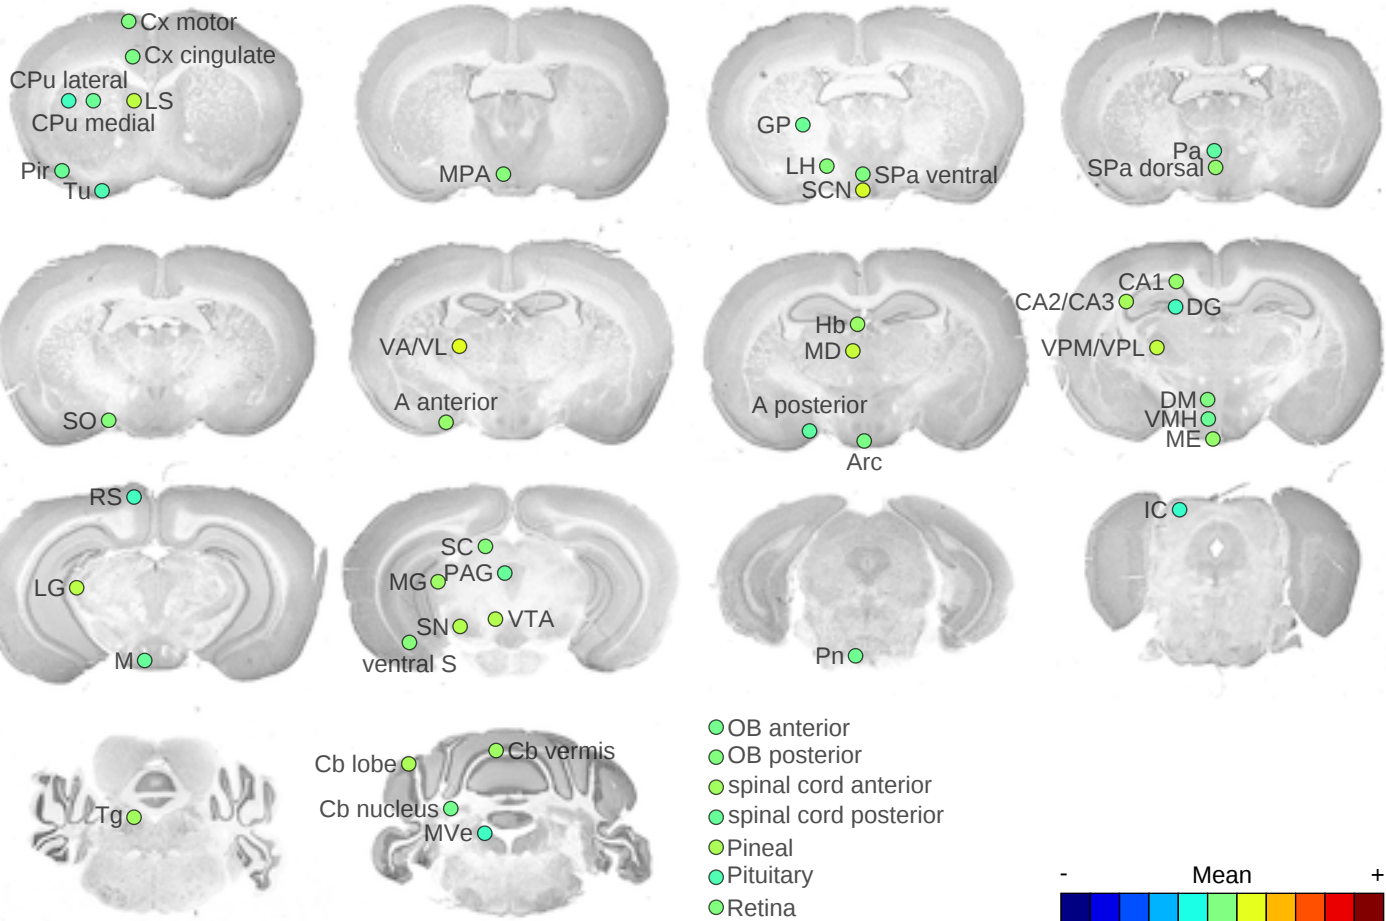 Cx motor
Cx cingulate
CPu lateral
LS
CPu medial
Pir
Tu
MPA
GP
LH
SPa ventral
SCN
Pa
SPa dorsal
SO
VA/VL
A anterior
Hb
MD
A posterior
Arc
CA1
CA2/CA3
DG
VPM/VPL
DM
VMH
ME
RS
LG
M
SC
PAG
MG
VTA
SN
ventral S
Pn
IC
Tg
Cb vermis
Cb lobe
Cb nucleus
MVe
OB anterior
OB posterior
spinal cord anterior
spinal cord posterior
Pineal
Pituitary
Retina
- Mean +